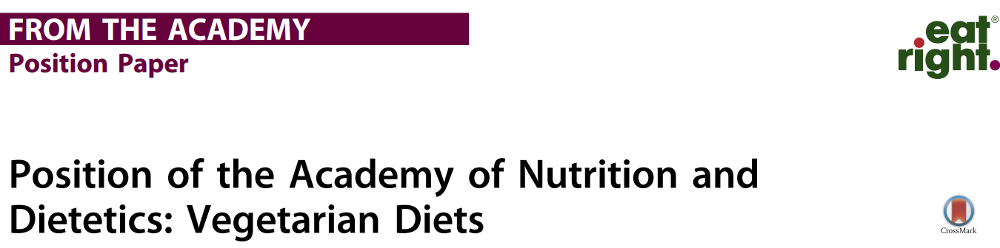 FROM THE ACADEMY
Position Paper
eat®
right.
Position of the Academy of Nutrition and
Dietetics: Vegetarian Diets
CrossMark